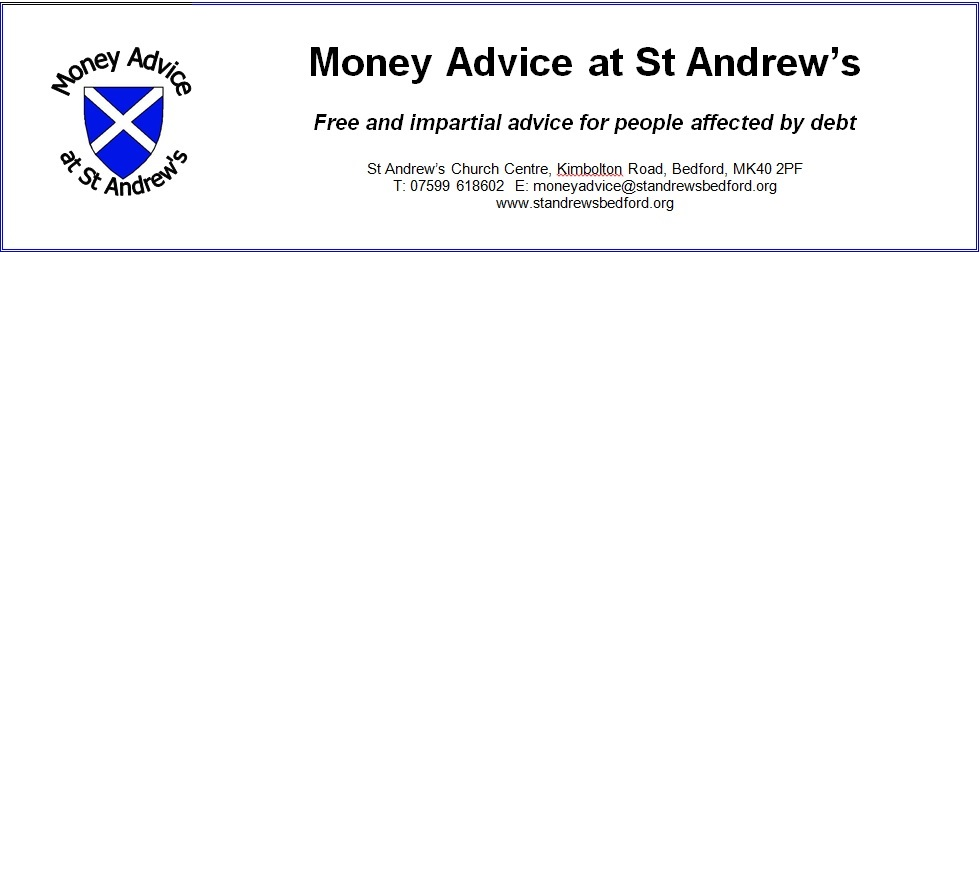 Money Advice
at St Andrew's
Money Advice at St Andrew’s
Free and impartial advice for people affected by debt
St Andrew’s Church Centre, Kimbolton Road, Bedford, MK40 2PF
T: 07599 618602 E: moneyadvice@standrewsbedford.org
www.standrewsbedford.org